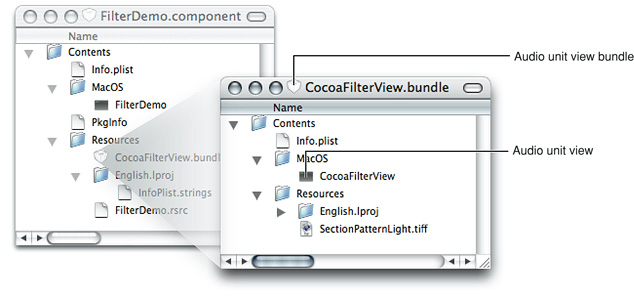 FilterDemo.component
Name
Contents
Info.plist
MacOS
FilterDemo
PkgInfo
Resources
CocoaFilterView.bundl
English.lproj
InfoPlist.strings
FilterDemo.rsrc
CocoaFilterView.bundle
Name
Contents
Info.plist
MacOS
CocoaFilterView
Resources
English.lproj
SectionPatternLight.tiff
Audio unit view bundle
Audio unit view